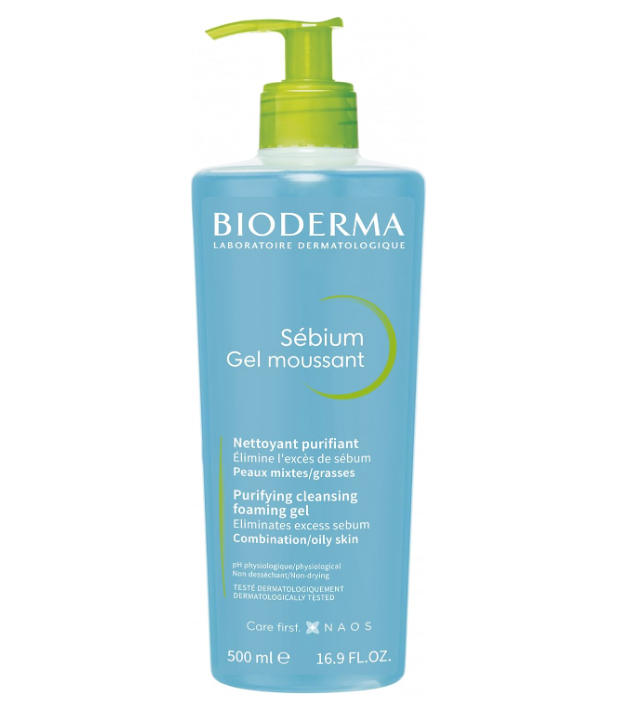 BIODERMA
LABORATOIRE DERMATOLOGIQUE
Sébium
Gel moussant
Nettoyant purifiant
Élimine l'excès de sébum
Peaux mixtes/grasses
Purifying cleansing
foaming gel
Eliminates excess sebum
Combination/oily skin
pH physiologique/physiological
Non desséchant/Non-drying
TESTÉ DERMATOLOGIQUEMENT
DERMATOLOGICALLY TESTED
Care first. NAOS
500 ml ℮ 16.9 FL.OZ.